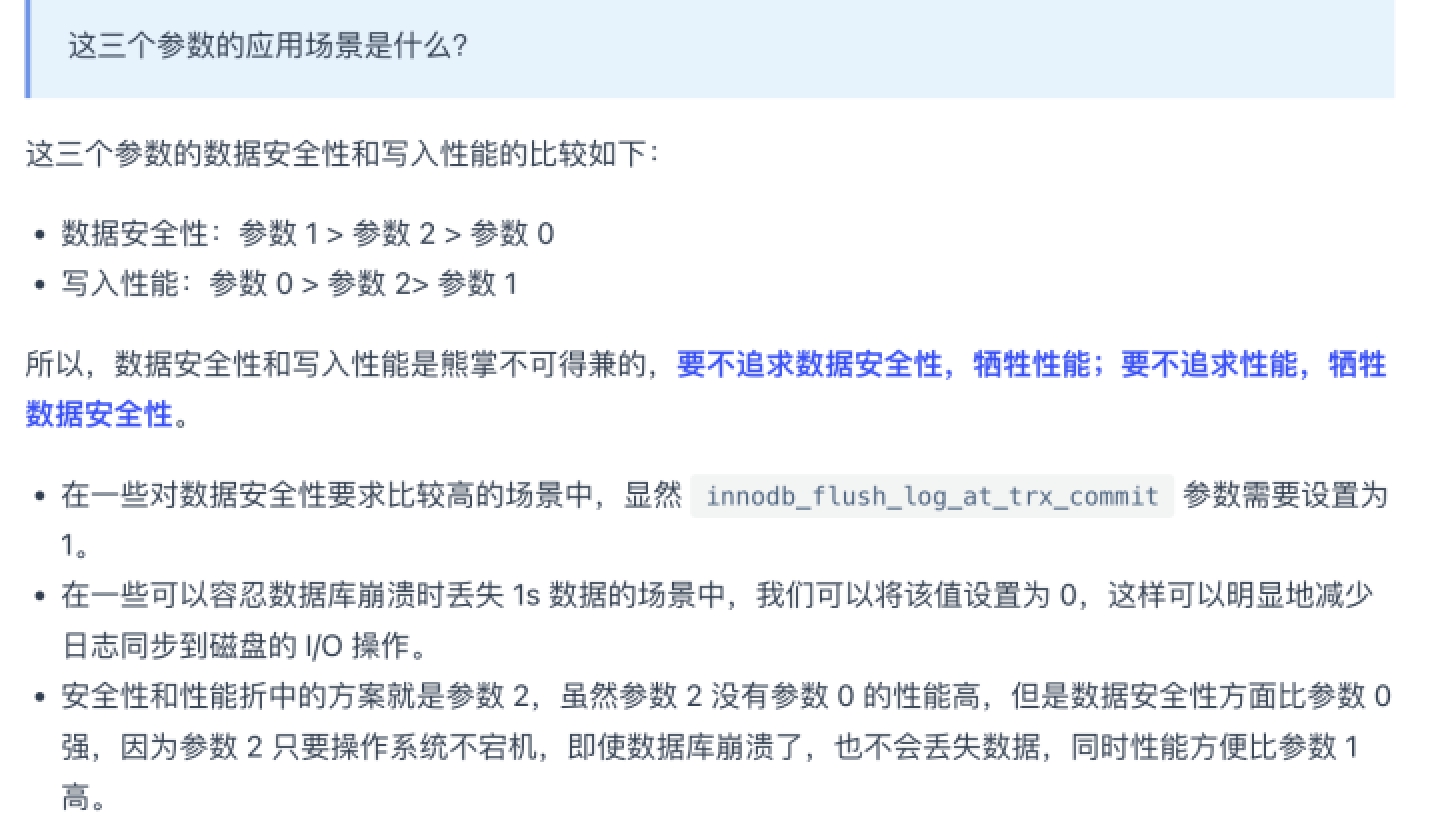 这三个参数的应用场景是什么?
这三个参数的数据安全性和写入性能的比较如下：
• 数据安全性：参数 1 > 参数 2 > 参数 0
• 写入性能：参数 0 > 参数 2> 参数 1
所以，数据安全性和写入性能是熊掌不可得兼的，要不追求数据安全性，牺牲性能；要不追求性能，牺牲
数据安全性。
• 在一些对数据安全性要求比较高的场景中，显然 innodb_flush_log_at_trx_commit 参数需要设置为
1。
• 在一些可以容忍数据库崩溃时丢失 1s 数据的场景中，我们可以将该值设置为 0，这样可以明显地减少
日志同步到磁盘的 I/O 操作。
• 安全性和性能折中的方案就是参数 2，虽然参数 2 没有参数 0 的性能高，但是数据安全性方面比参数 0
强，因为参数 2 只要操作系统不宕机，即使数据库崩溃了，也不会丢失数据，同时性能方便比参数 1
高。